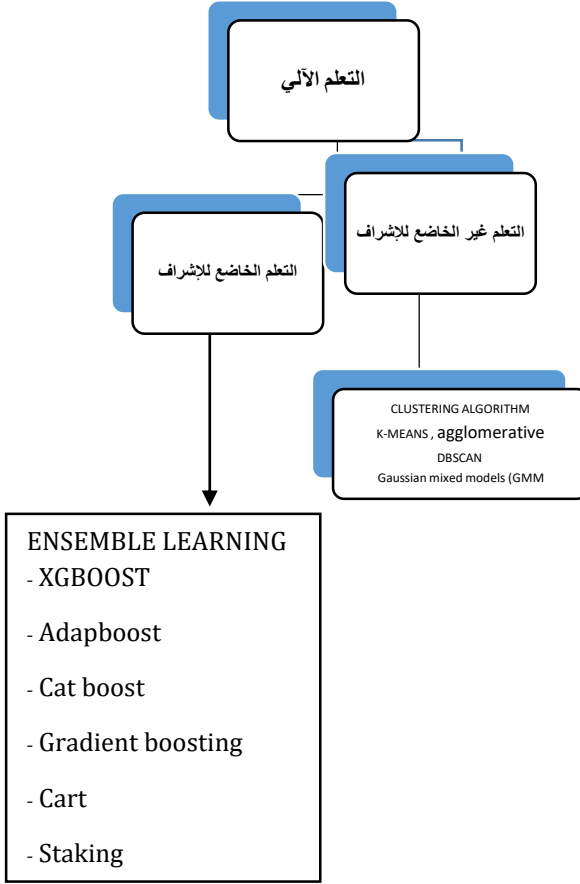 التعلم الآلي
التعلم غير الخاضع للإشراف
التعلم الخاضع للإشراف
CLUSTERING ALGORITHM
K-MEANS , agglomerative
DBSCAN
Gaussian mixed models (GMM
ENSEMBLE LEARNING
- XGBOOST
- Adapboost
- Cat boost
- Gradient boosting
- Cart
- Staking